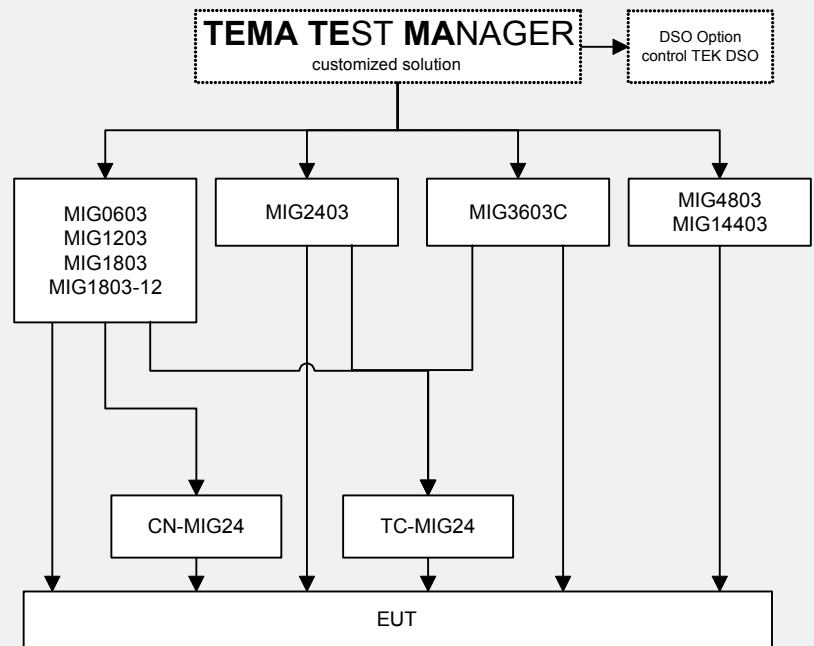 TEMA TEST MANAGER
customized solution
DSO Option
control TEK DSO
MIG0603
MIG1203
MIG1803
MIG1803-12
MIG2403
MIG3603C
MIG4803
MIG14403
CN-MIG24
TC-MIG24
EUT